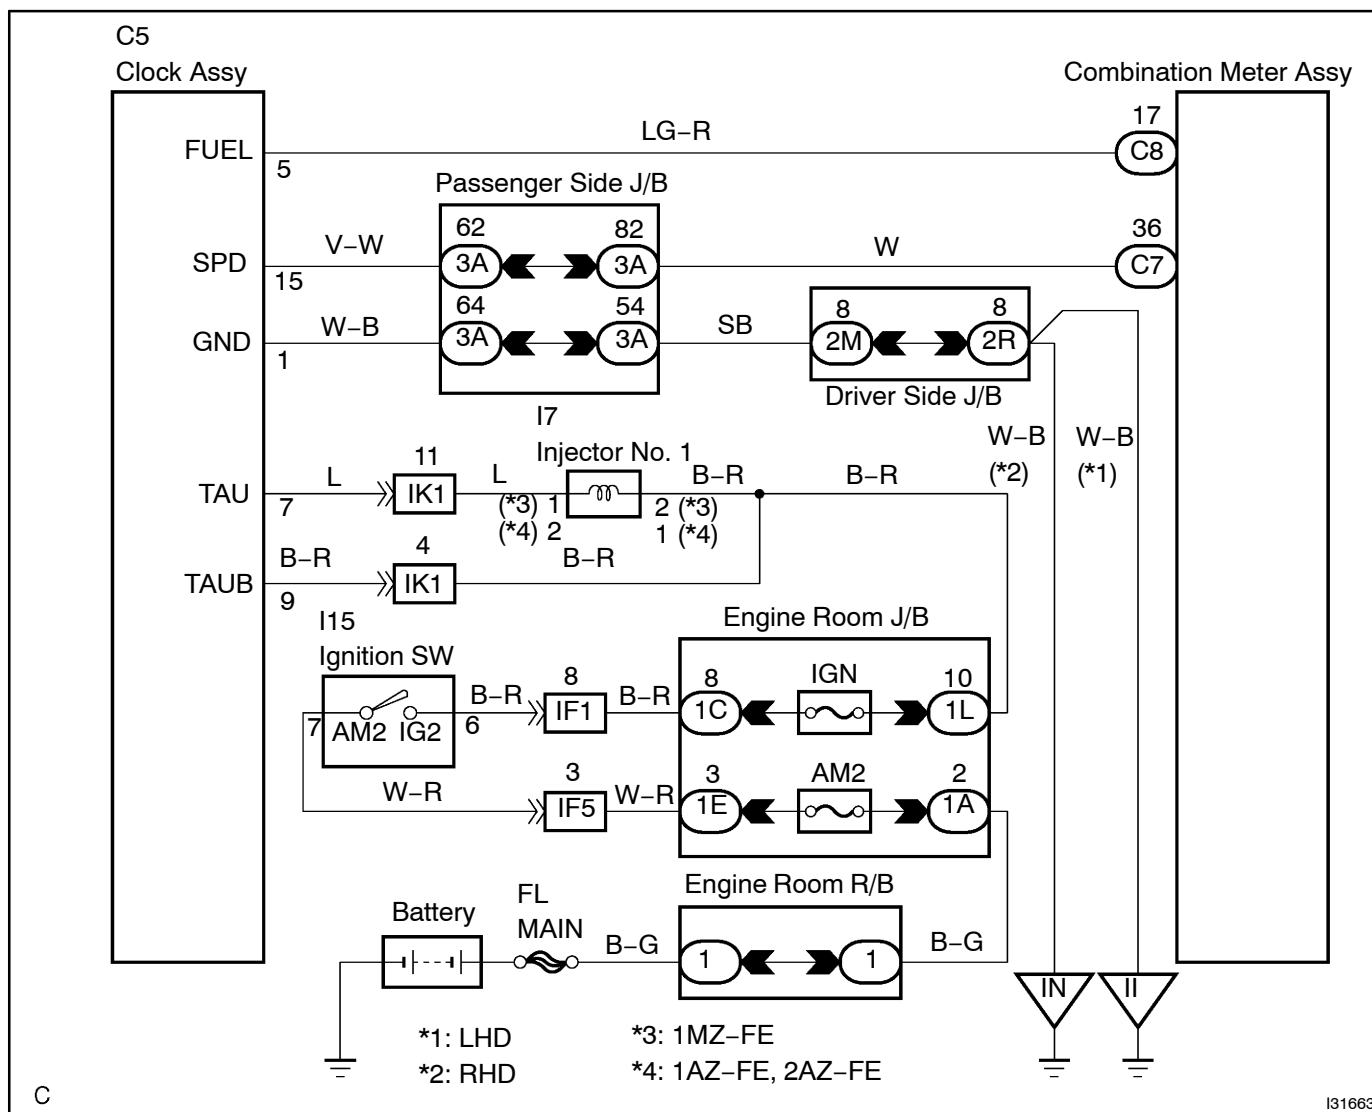 C5
Clock Assy
Combination Meter Assy
17
LG−R
FUEL
C8
5
Passenger Side J/B
62
82
36
V−W
W
SPD
3A
3A
C7
15
64
54
8
8
W−B
SB
GND
3A
3A
2M
2R
1
Driver Side J/B
I7
W−B
(*2)
W−B
(*1)
11
Injector No. 1
L
L
B−R
B−R
TAU
IK1
7
(*3) 1
2 (*3)
(*4) 2
1 (*4)
4
B−R
B−R
TAUB
IK1
9
I15
Engine Room J/B
Ignition SW
8
8
IGN
10
B−R
B−R
IF1
1C
1L
7
AM2 IG2
6
3
3
AM2
2
W−R
W−R
IF5
1E
1A
Engine Room R/B
Battery
FL
MAIN
B−G
B−G
1
1
IN
II
*1: LHD
*3: 1MZ−FE
*2: RHD
*4: 1AZ−FE, 2AZ−FE
C
I31663